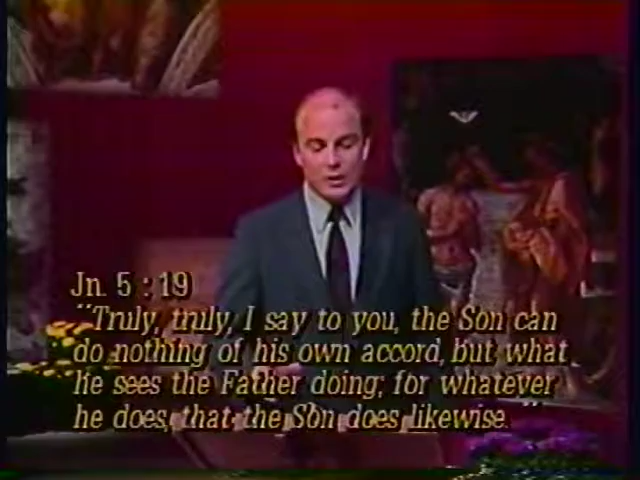 Jn. 5 : 19
"Truly, truly, I say to you, the Son can
do nothing of his own accord, but what
he sees the Father doing; for whatever
he does, that the Son does likewise."